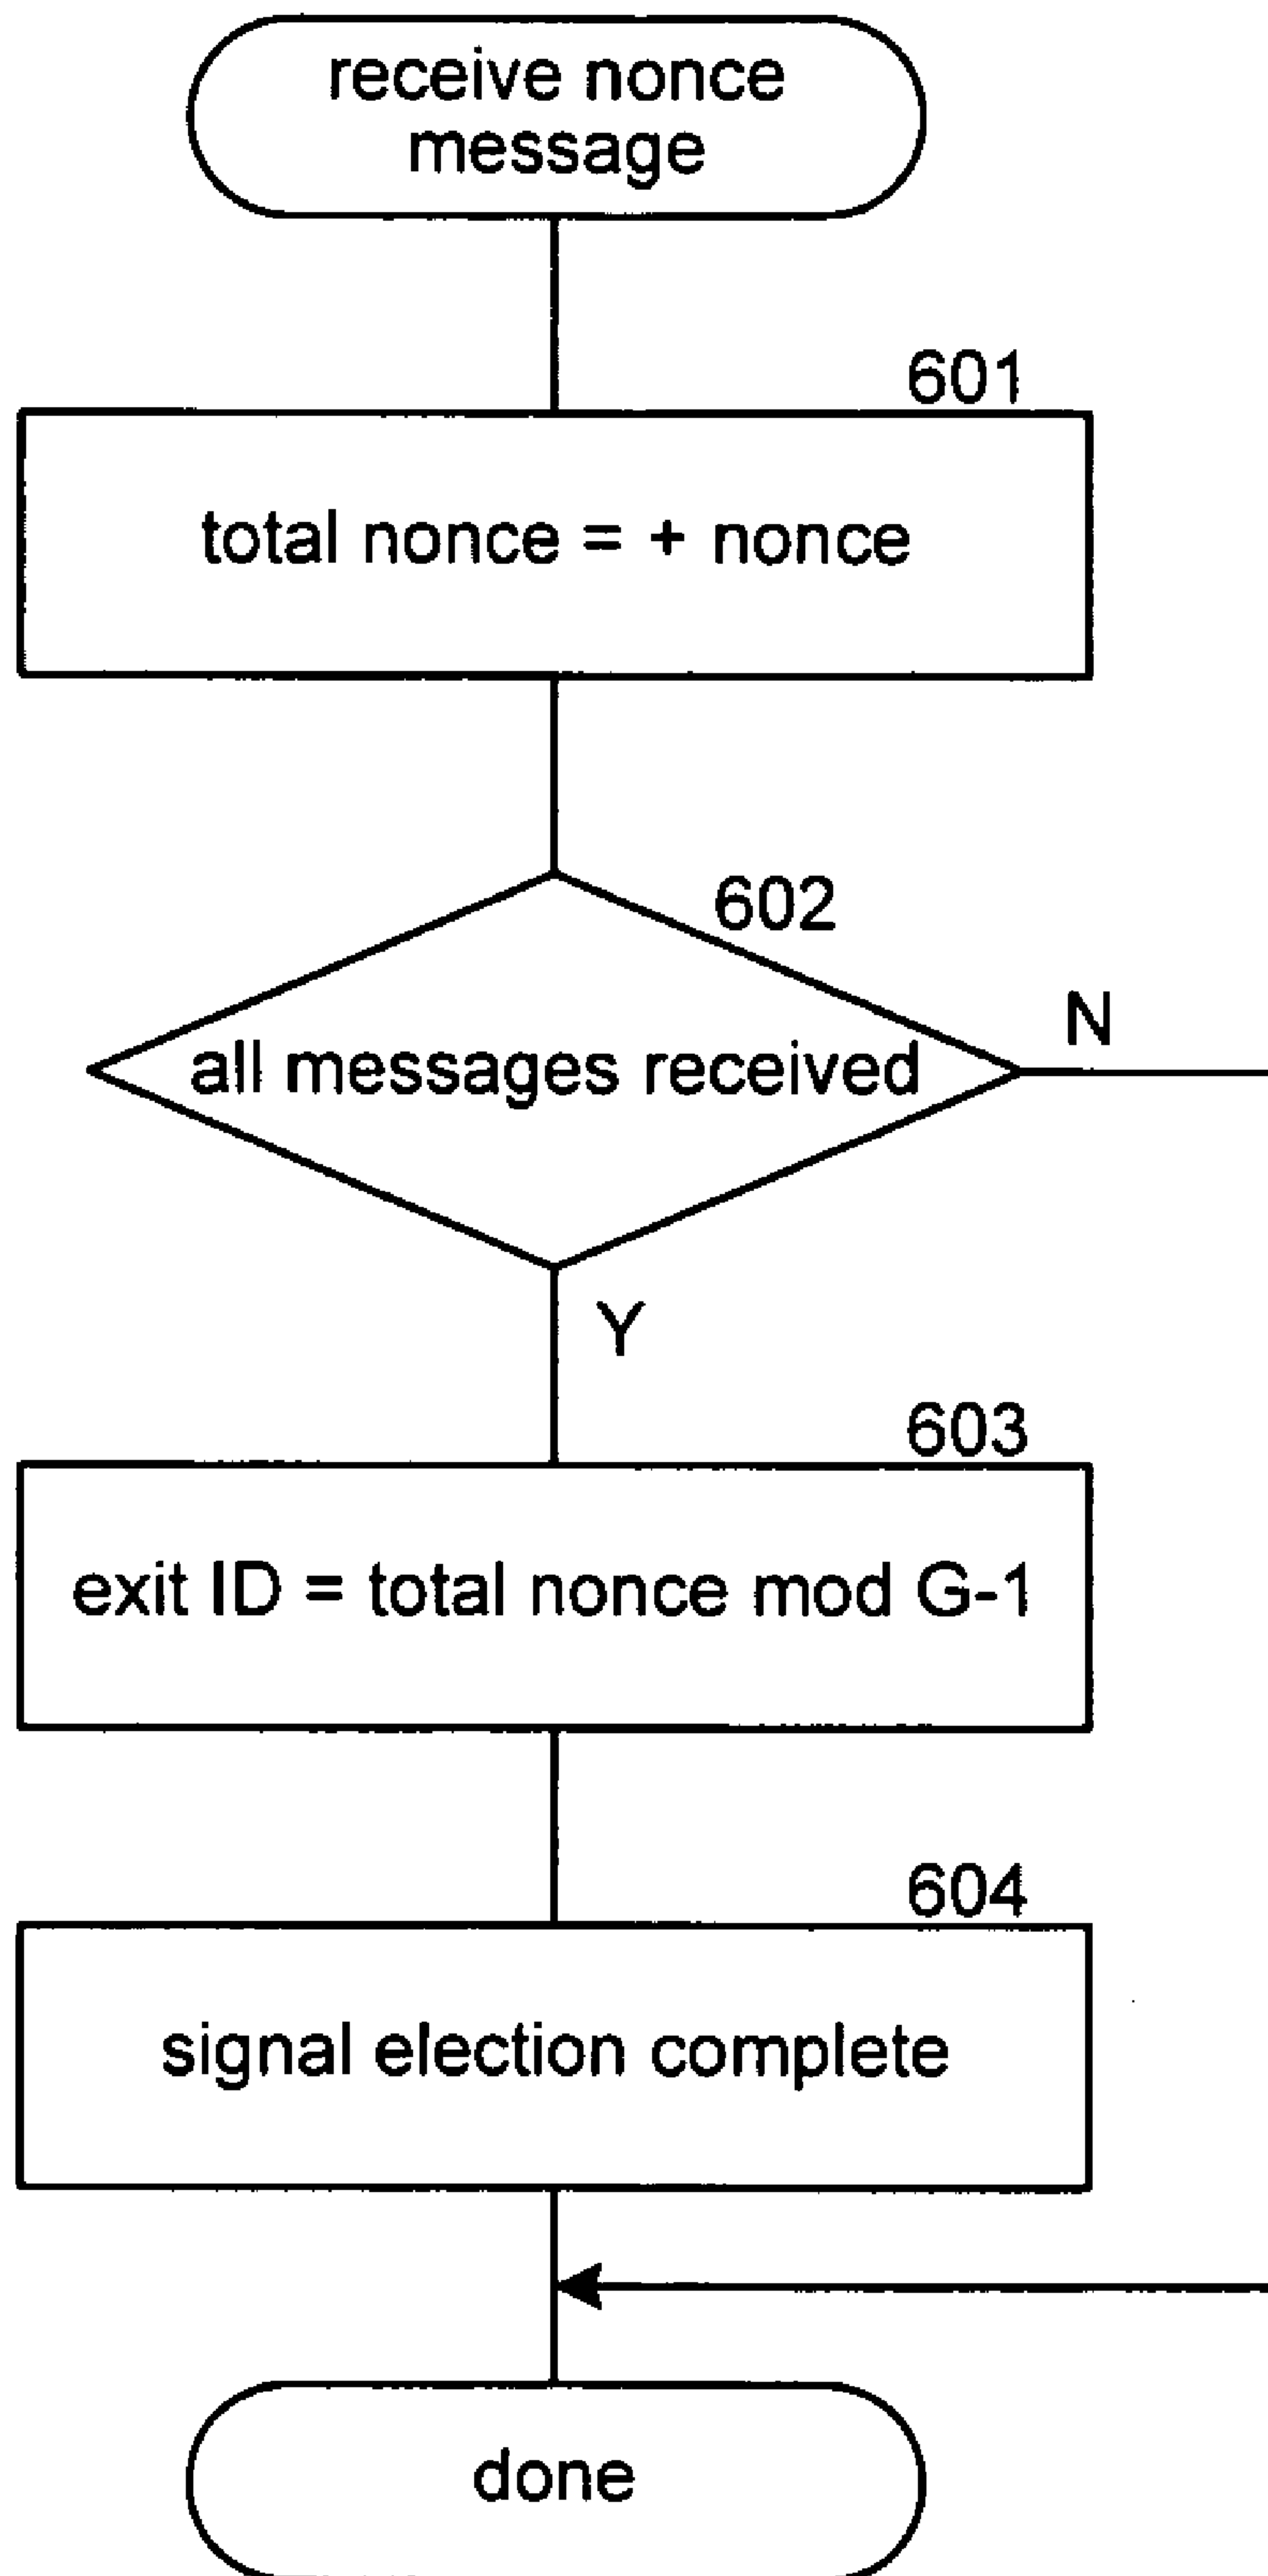 receive nonce
message
601
total nonce = + nonce
602
all messages received
N
Y
603
exit ID = total nonce mod G-1
604
signal election complete
done